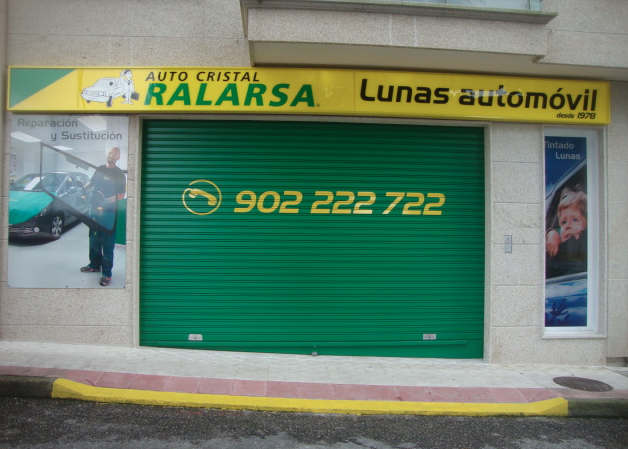 AUTO CRISTAL
RALARSA
Lunas automóvil
desde 1978
Reparación
y Sustitución
902 222 722
Tintado
Lunas